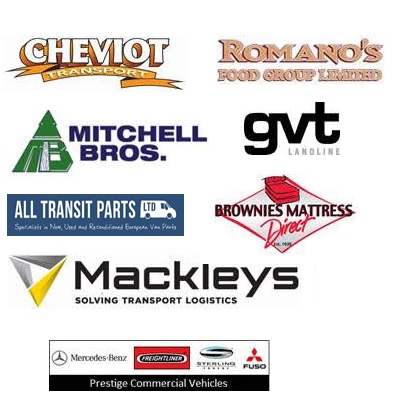 CHEVIOT
TRANSPORT
ROMANO'S
FOOD GROUP LIMITED
MITCHELL
BROS.
MB
gvt
LANDLINE
ALL TRANSIT PARTS LTD
Specialists in New, Used and Reconditioned European Van Parts
BROWNIES MATTRESS
Direct
Mackleys
SOLVING TRANSPORT LOGISTICS
Mercedes-Benz
FREIGHTLINER
STERLING
TRUCKS
FUSO
Prestige Commercial Vehicles